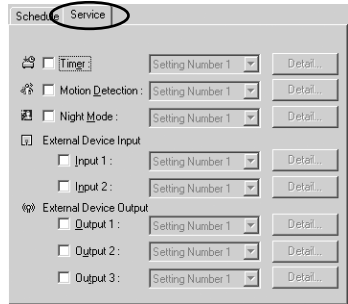 Schedule Service
Timer : Setting Number 1 Detail...
Motion Detection : Setting Number 1 Detail...
Night Mode : Setting Number 1 Detail...
External Device Input
Input 1 : Setting Number 1 Detail...
Input 2 : Setting Number 1 Detail...
External Device Output
Output 1 : Setting Number 1 Detail...
Output 2 : Setting Number 1 Detail...
Output 3 : Setting Number 1 Detail...